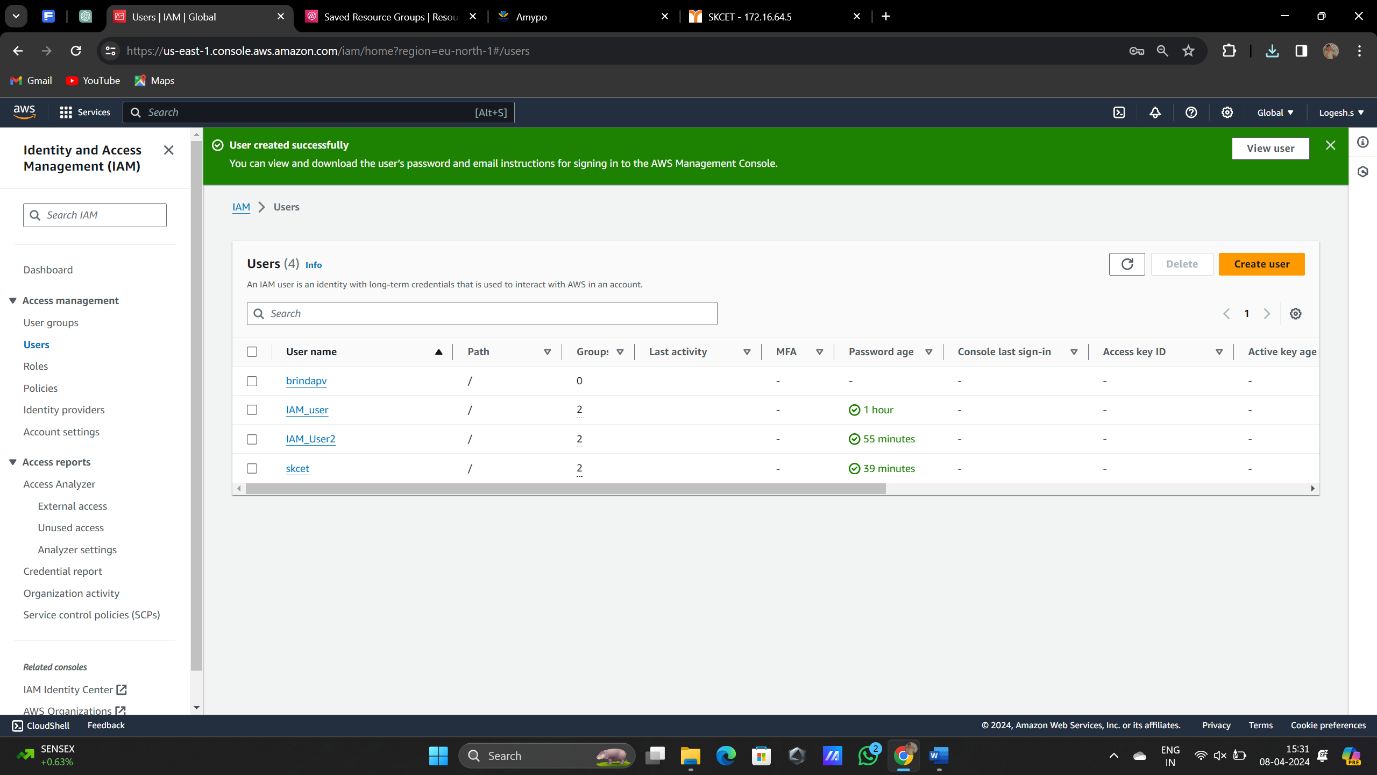 Users | IAM | Global
Saved Resource Groups | Resou
Amypo
SKCET - 172.16.64.5
https://us-east-1.console.aws.amazon.com/iam/home?region=eu-north-1#/users
Gmail YouTube Maps
aws Services Search [Alt+S] Global Logesh.s
Identity and Access
Management (IAM)
Search IAM
Dashboard
Access management
User groups
Users
Roles
Policies
Identity providers
Account settings
Access reports
Access Analyzer
External access
Unused access
Analyzer settings
Credential report
Organization activity
Service control policies (SCPs)
Related consoles
IAM Identity Center
AWS Organizations
User created successfully
You can view and download the user's password and email instructions for signing in to the AWS Management Console.
View user
IAM > Users
Users (4) Info
Delete Create user
An IAM user is an identity with long-term credentials that is used to interact with AWS in an account.
Search
1
User name Path Groups Last activity MFA Password age Console last sign-in Access key ID Active key age
brindapv / 0 - - - - -
IAM_user / 2 - 1 hour - - -
IAM_User2 / 2 - 55 minutes - - -
skcet / 2 - 39 minutes - - -
CloudShell Feedback © 2024, Amazon Web Services, Inc. or its affiliates. Privacy Terms Cookie preferences
SENSEX
+0.63%
Search
2
ENG
IN
15:31
08-04-2024